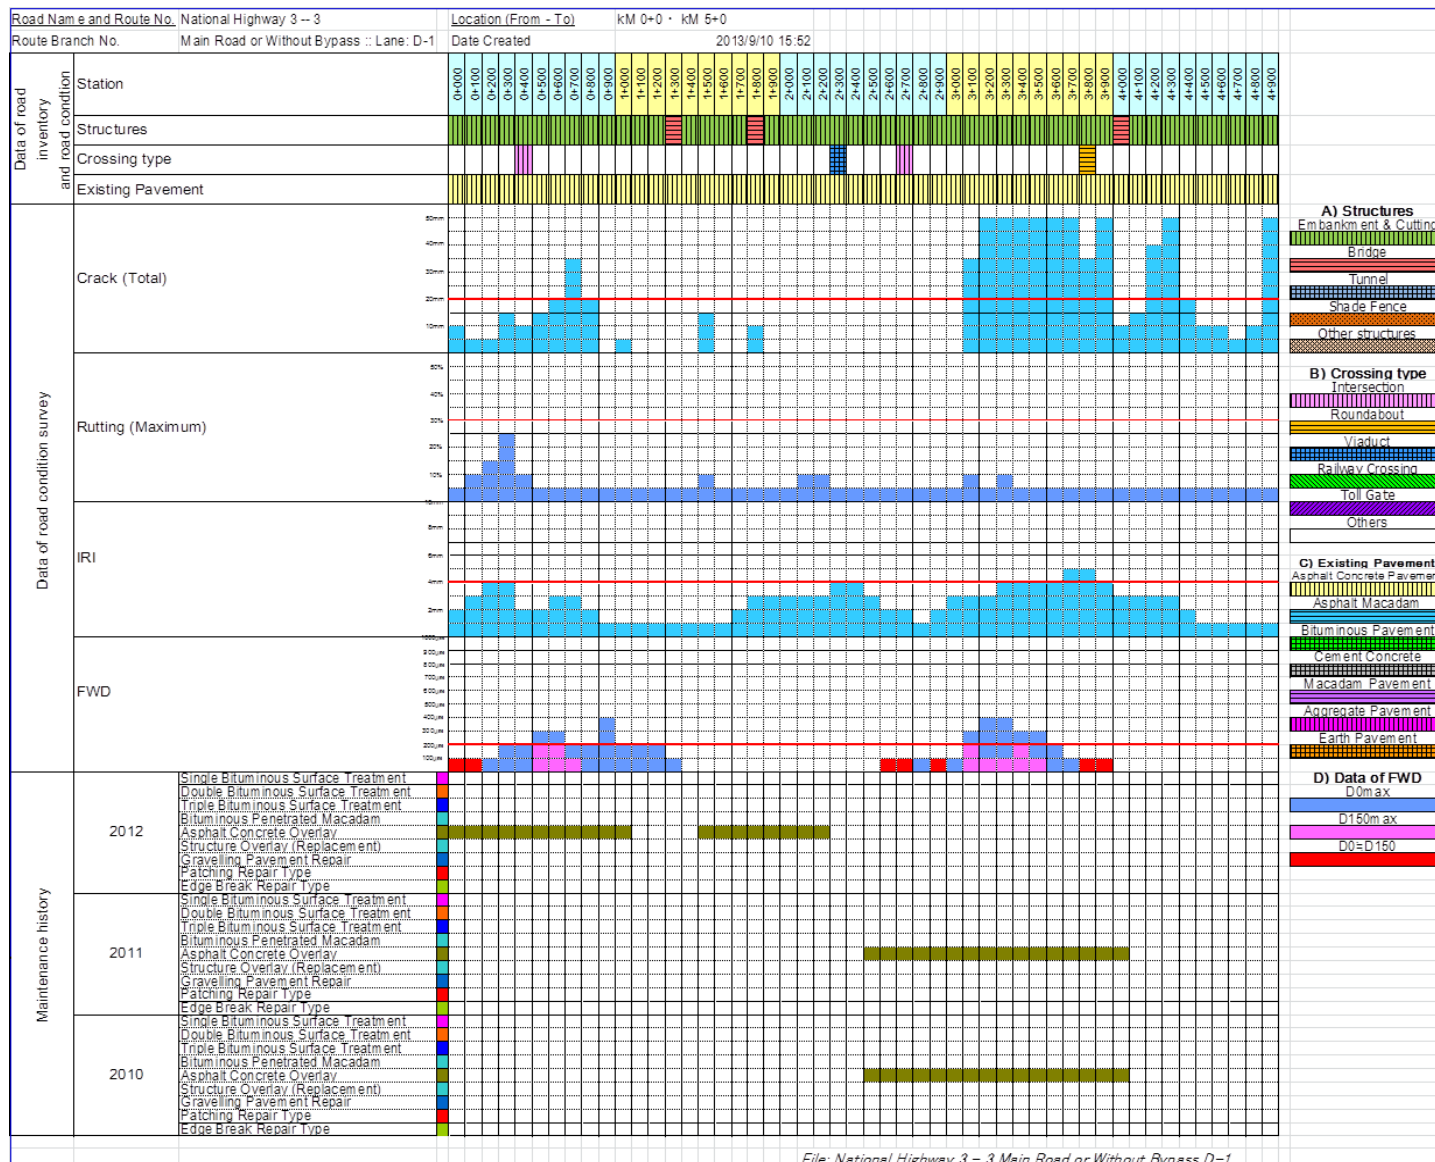 Road Name and Route No. National Highway 3 -- 3 Location (From - To) kM 0+0 · kM 5+0
Route Branch No. Main Road or Without Bypass :: Lane: D-1 Date Created 2013/9/10 15:52
Data of road inventory and road condition
Station 0+000 0+100 0+200 0+300 0+400 0+500 0+600 0+700 0+800 0+900 1+000 1+100 1+200 1+300 1+400 1+500 1+600 1+700 1+800 1+900 2+000 2+100 2+200 2+300 2+400 2+500 2+600 2+700 2+800 2+900 3+000 3+100 3+200 3+300 3+400 3+500 3+600 3+700 3+800 3+900 4+000 4+100 4+200 4+300 4+400 4+500 4+600 4+700 4+800 4+900
Structures
Crossing type
Existing Pavement
Data of road condition survey
Crack (Total)
40mm
30mm
20mm
10mm
Rutting (Maximum)
50%
40%
30%
20%
10%
IRI
8mm
6mm
4mm
2mm
FWD
Maintenance history
2012
Single Bituminous Surface Treatment
Double Bituminous Surface Treatment
Triple Bituminous Surface Treatment
Bituminous Penetrated Macadam
Asphalt Concrete Overlay
Structure Overlay (Replacement)
Gravelling Pavement Repair
Patching Repair Type
Edge Break Repair Type
2011
Single Bituminous Surface Treatment
Double Bituminous Surface Treatment
Triple Bituminous Surface Treatment
Bituminous Penetrated Macadam
Asphalt Concrete Overlay
Structure Overlay (Replacement)
Gravelling Pavement Repair
Patching Repair Type
Edge Break Repair Type
2010
Single Bituminous Surface Treatment
Double Bituminous Surface Treatment
Triple Bituminous Surface Treatment
Bituminous Penetrated Macadam
Asphalt Concrete Overlay
Structure Overlay (Replacement)
Gravelling Pavement Repair
Patching Repair Type
Edge Break Repair Type
A) Structures
Embankment & Cutting
Bridge
Tunnel
Shade Fence
Other structures
B) Crossing type
Intersection
Roundabout
Viaduct
Railway Crossing
Toll Gate
Others
C) Existing Pavement
Asphalt Concrete Pavemen
Asphalt Macadam
Bituminous Pavement
Cement Concrete
Macadam Pavement
Aggregate Pavement
Earth Pavement
D) Data of FWD
D0max
D150max
D0≒D150
File: National Highway 3 - 3 Main Road or Without Bypass D-1